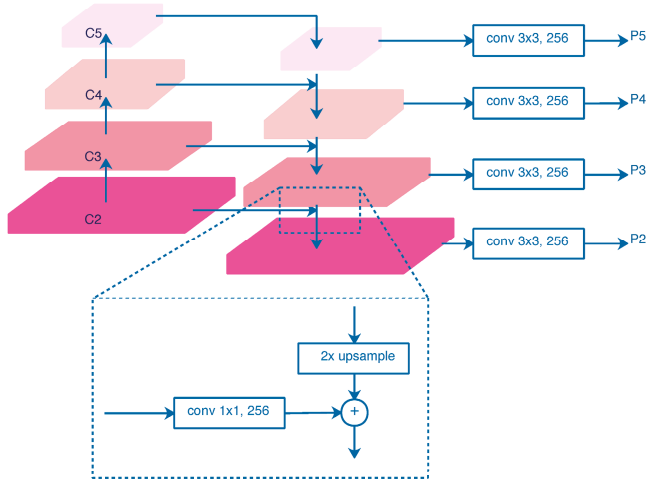 C5
conv 3x3, 256
P5
C4
conv 3x3, 256
P4
C3
conv 3x3, 256
P3
C2
conv 3x3, 256
P2
2x upsample
conv 1x1, 256
+